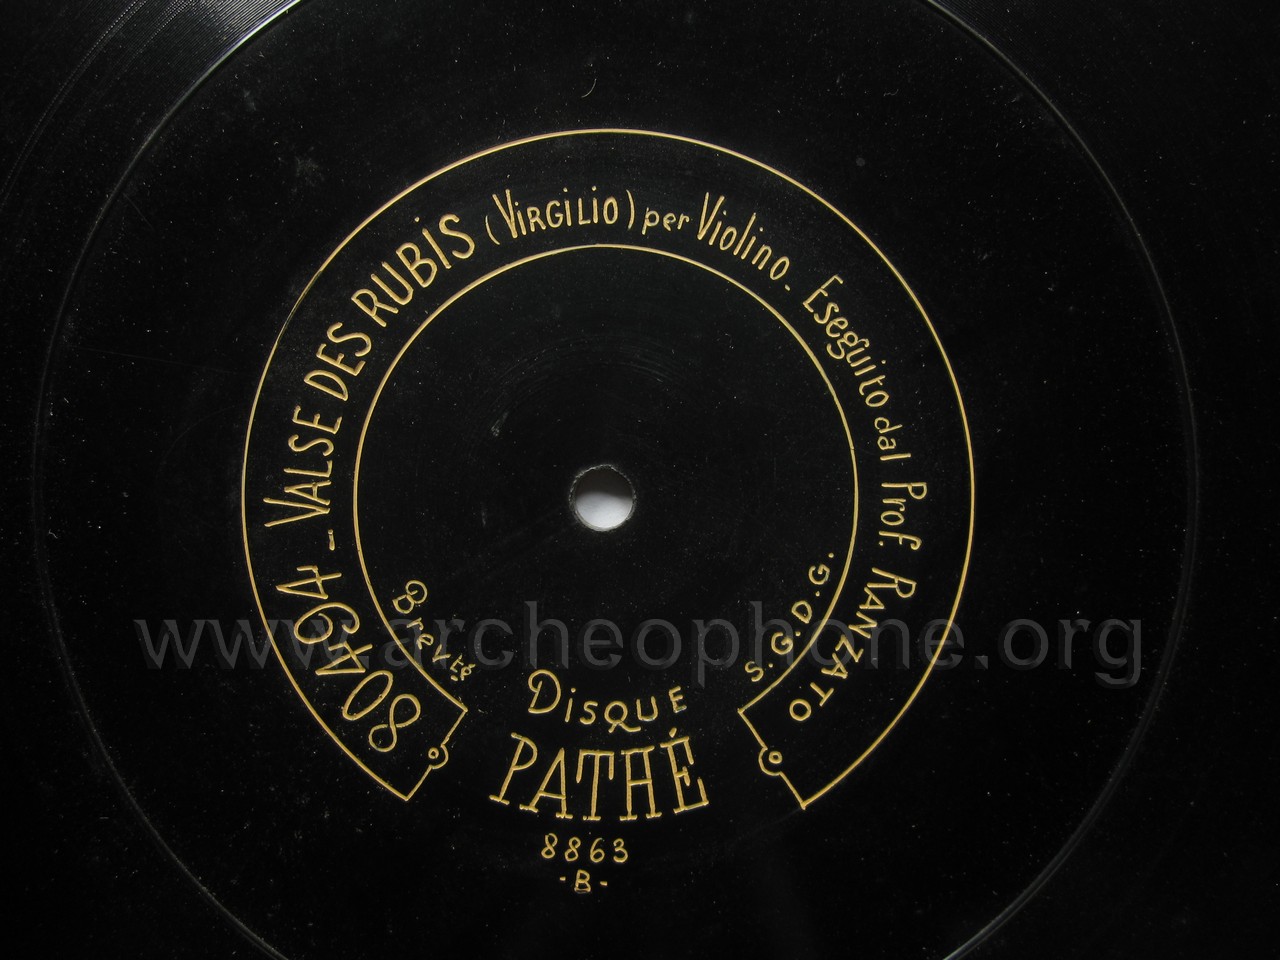 80494 _ VALSE DES RUBIS (VIRGILIO) per Violino _ Eseguito dal Prof. RANZATO
Breveté
S.G.D.G.
DISQUE
PATHÉ
8863
-B-
www.archeophone.org